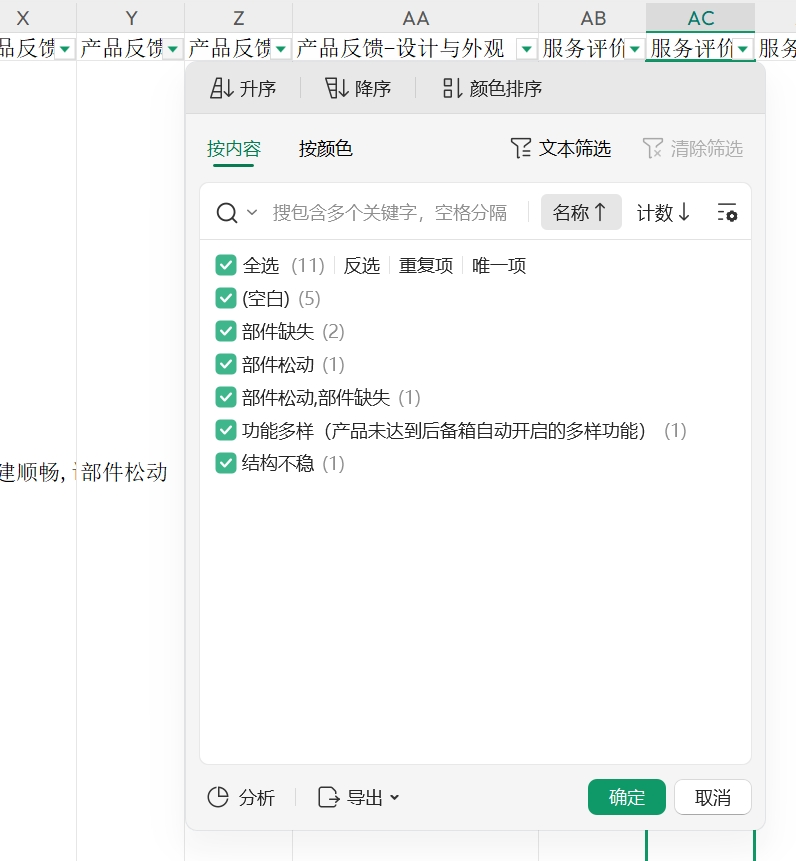 X Y Z AA AB AC
品反馈 产品反馈 产品反馈 产品反馈-设计与外观 服务评价 服务评价 服务
升序 降序 颜色排序
按内容 按颜色 文本筛选 清除筛选
搜包含多个关键字，空格分隔 名称↑ 计数↓
全选 (11) 反选 重复项 唯一项
(空白) (5)
部件缺失 (2)
部件松动 (1)
部件松动,部件缺失 (1)
功能多样（产品未达到后备箱自动开启的多样功能） (1)
结构不稳 (1)
建顺畅, 部件松动
分析 导出 确定 取消